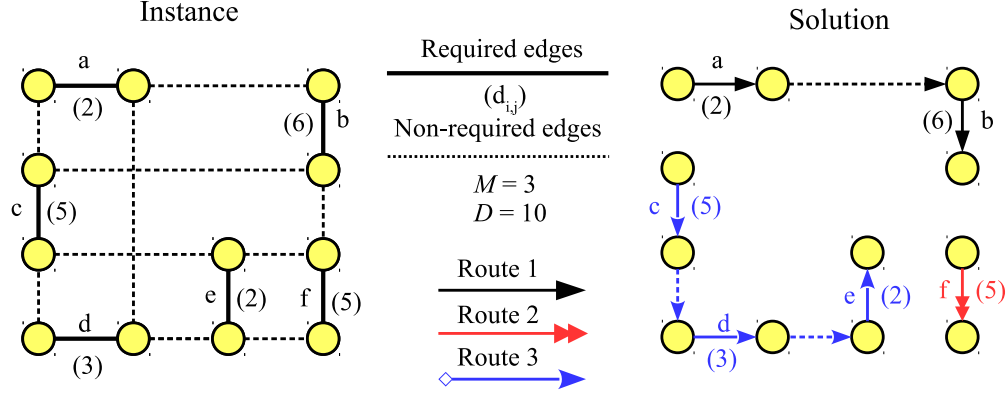 Instance
a
(2)
(6)
b
c
(5)
e
(2)
f
(5)
d
(3)
Required edges
(d_{i,j})
Non-required edges
M = 3
D = 10
Route 1
Route 2
Route 3
Solution
a
(2)
(6)
b
c
(5)
d
(3)
e
(2)
f
(5)